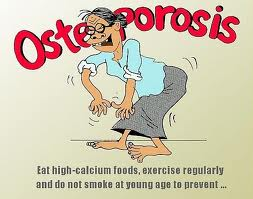 Osteoporosis
Eat high-calcium foods, exercise regularly
and do not smoke at young age to prevent ...